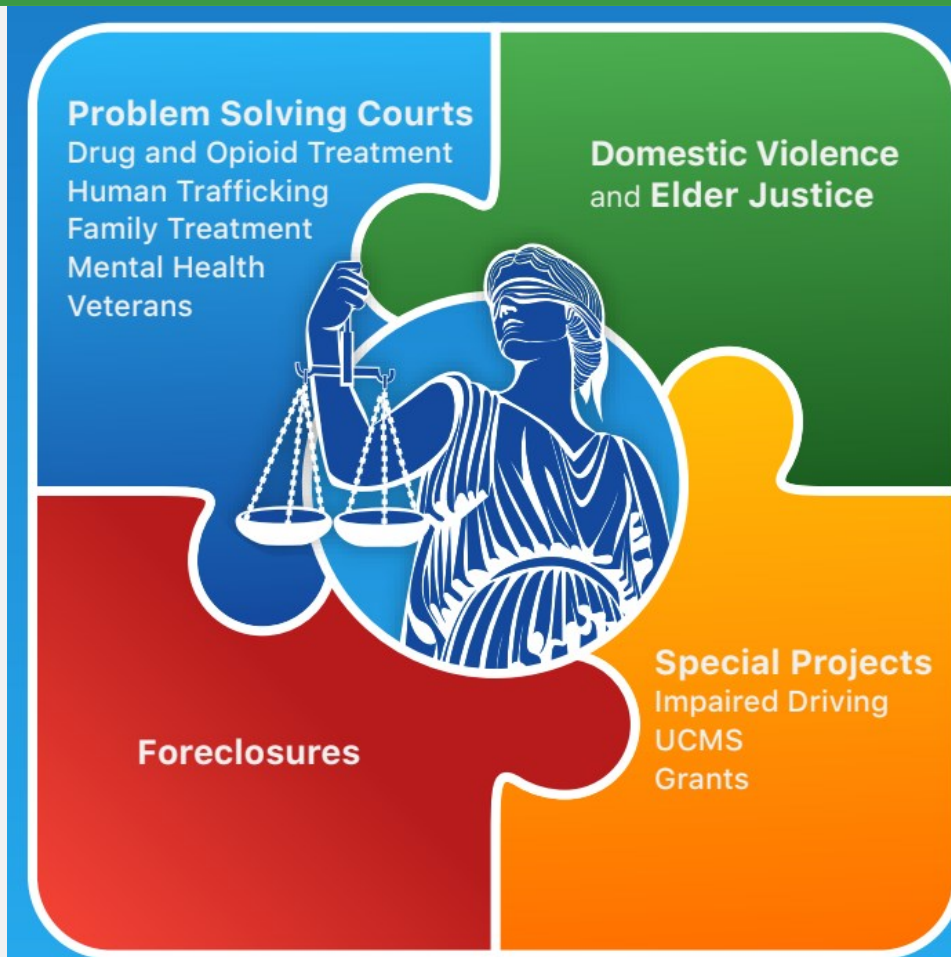 Problem Solving Courts
Drug and Opioid Treatment
Human Trafficking
Family Treatment
Mental Health
Veterans
Domestic Violence
and Elder Justice
Foreclosures
Special Projects
Impaired Driving
UCMS
Grants